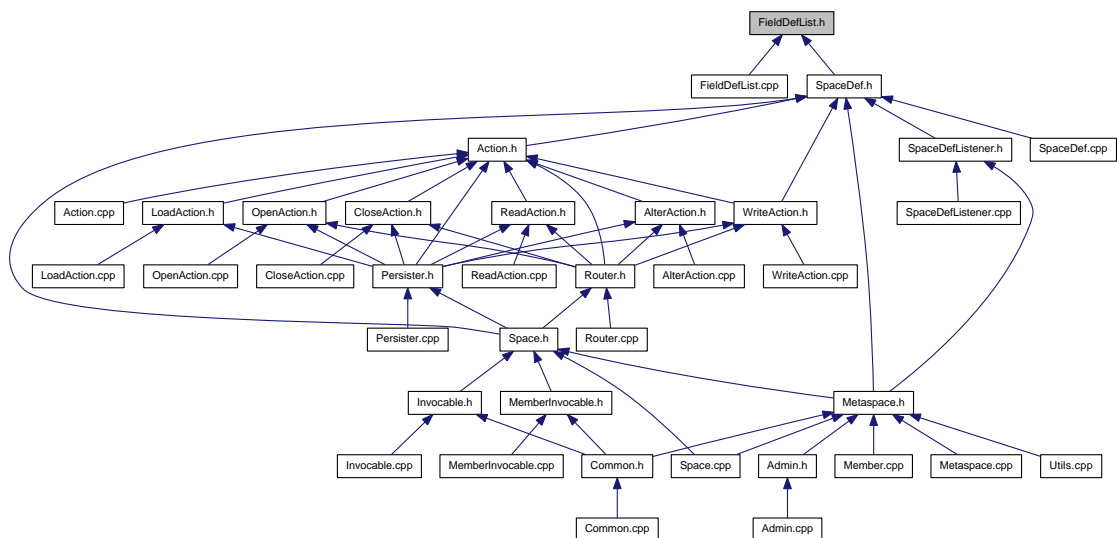 FieldDefList.h
FieldDefList.cpp
SpaceDef.h
Action.h
SpaceDefListener.h
SpaceDef.cpp
Action.cpp
LoadAction.h
OpenAction.h
CloseAction.h
ReadAction.h
AlterAction.h
WriteAction.h
SpaceDefListener.cpp
LoadAction.cpp
OpenAction.cpp
CloseAction.cpp
Persister.h
ReadAction.cpp
Router.h
AlterAction.cpp
WriteAction.cpp
Persister.cpp
Space.h
Router.cpp
Invocable.h
MemberInvocable.h
Metaspace.h
Invocable.cpp
MemberInvocable.cpp
Common.h
Space.cpp
Admin.h
Member.cpp
Metaspace.cpp
Utils.cpp
Common.cpp
Admin.cpp